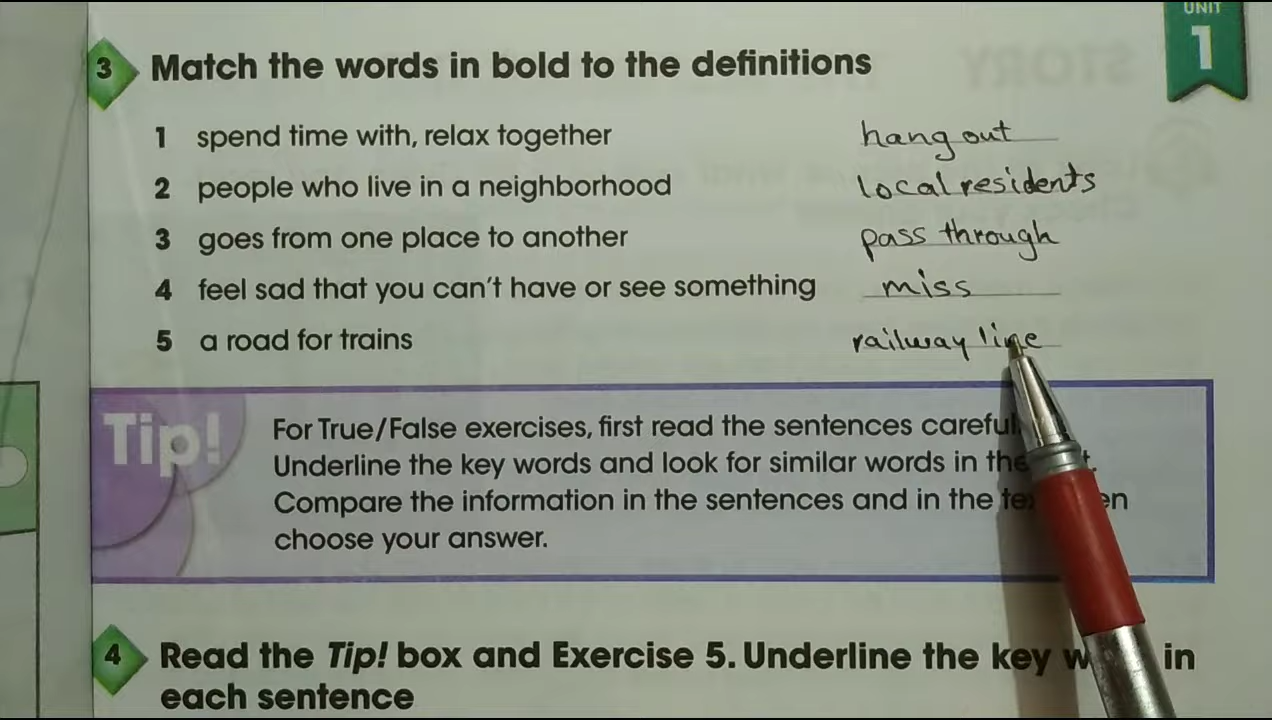 UNIT
1
3 Match the words in bold to the definitions
1 spend time with, relax together hang out
2 people who live in a neighborhood local residents
3 goes from one place to another pass through
4 feel sad that you can't have or see something miss
5 a road for trains railway line
Tip!
For True/False exercises, first read the sentences
Underline the key words and look for similar words in the
Compare the information in the sentences and in the
choose your answer.
4 Read the Tip! box and Exercise 5. Underline the key in
each sentence